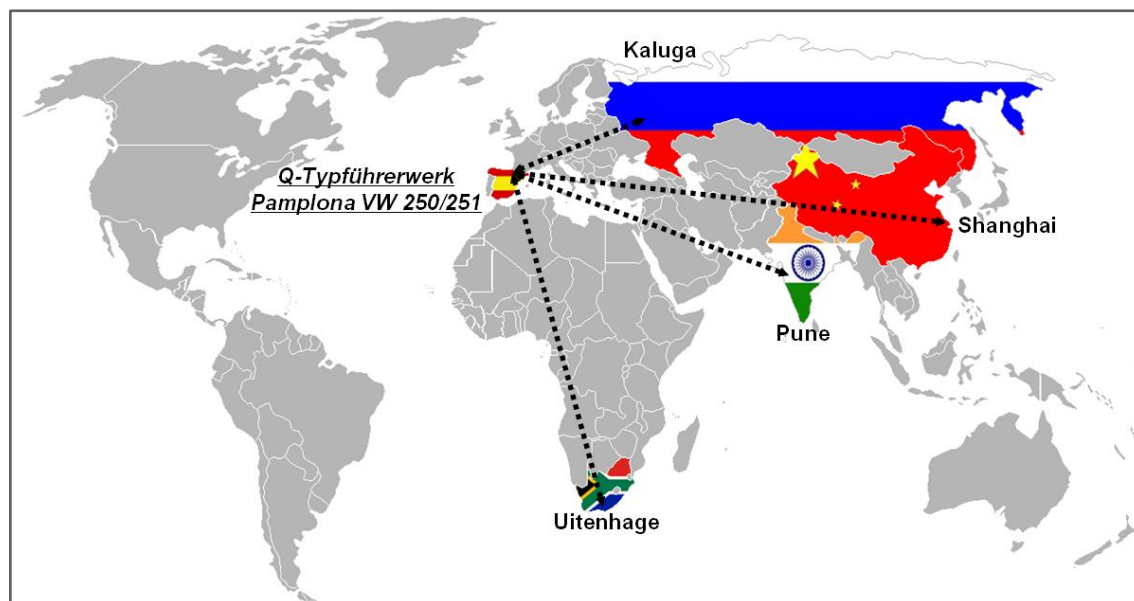 Kaluga
Q-Typführerwerk
Pamplona VW 250/251
Shanghai
Pune
Uitenhage